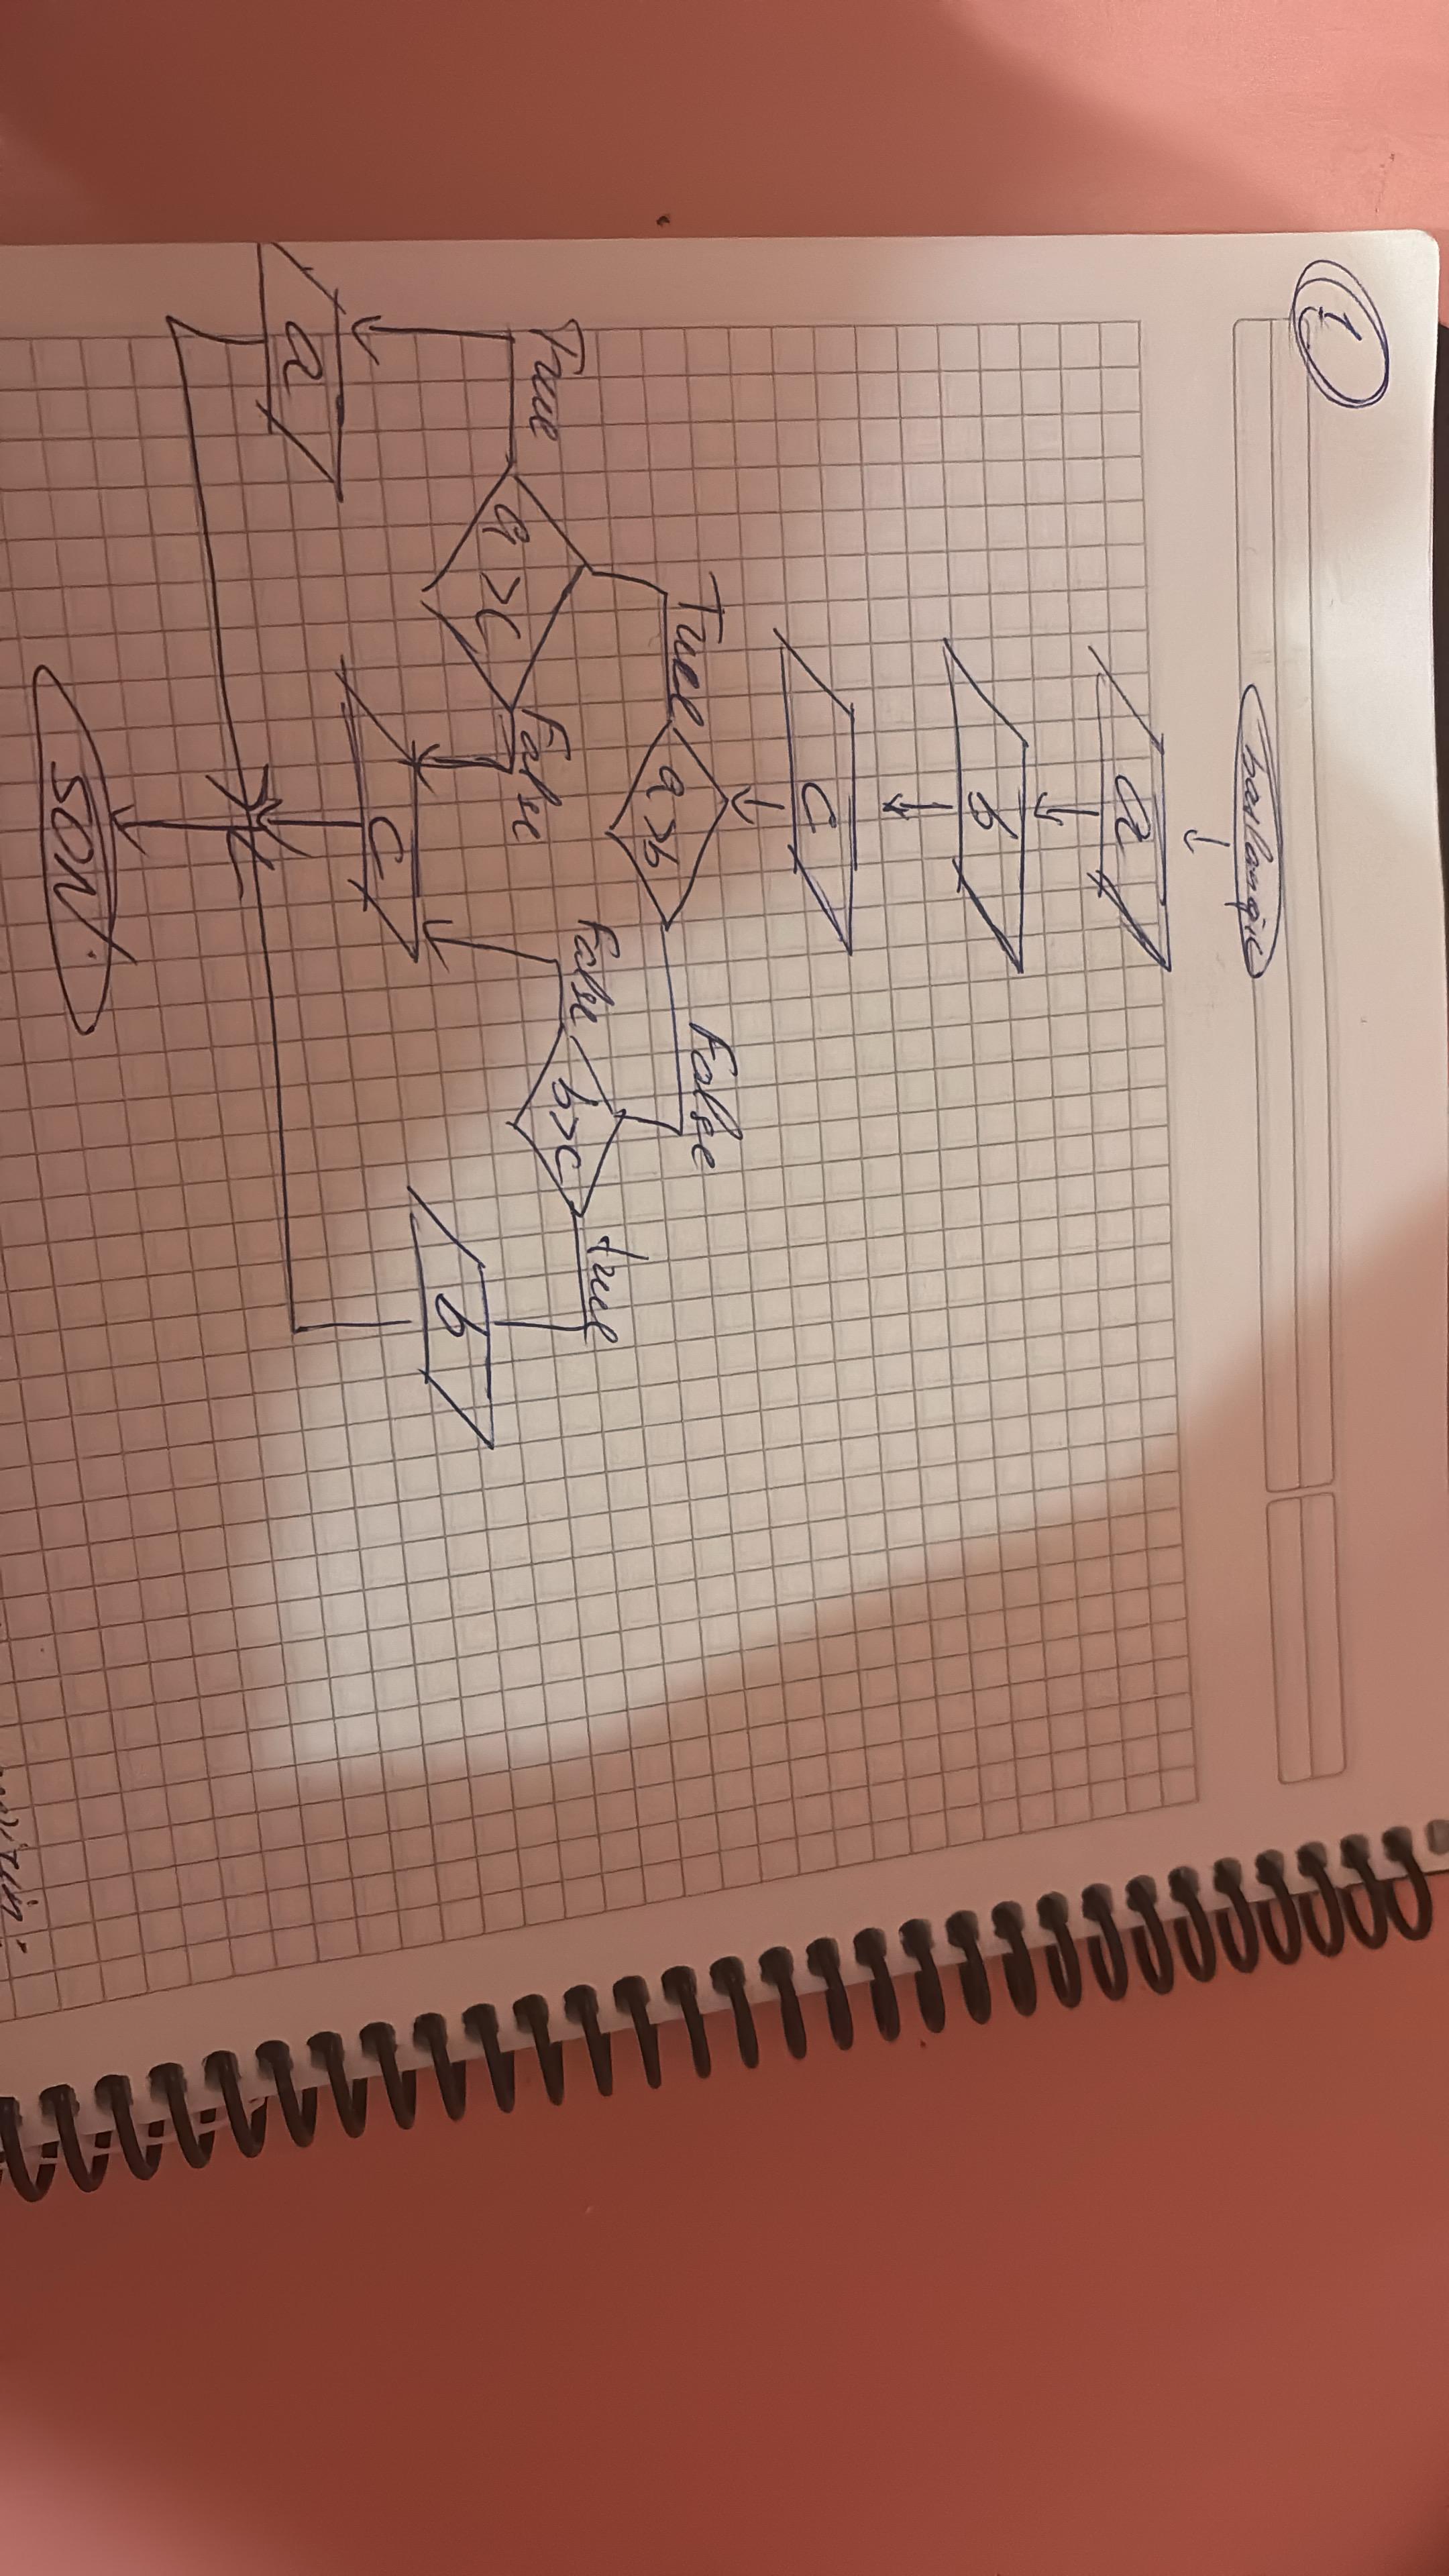 1
başlangıç
a
b
c
True a>b False
True a>c False
False b>c true
a
c
b
SON.